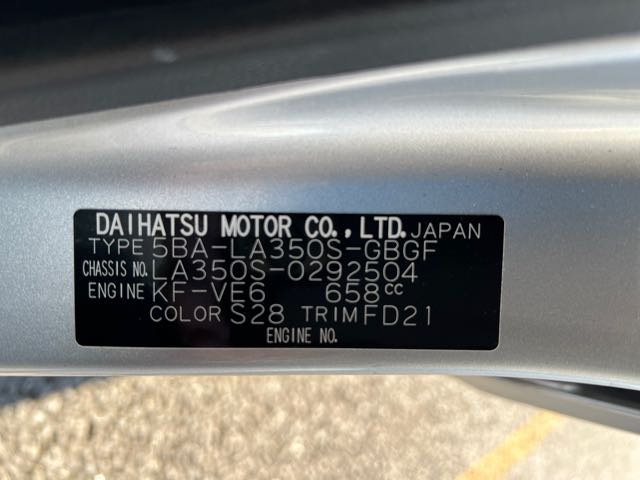 DAIHATSU MOTOR CO.,LTD. JAPAN
TYPE 5BA-LA350S-GBGF
CHASSIS NO. LA350S-0292504
ENGINE KF-VE6 658cc
COLOR S28 TRIM FD21
ENGINE NO.